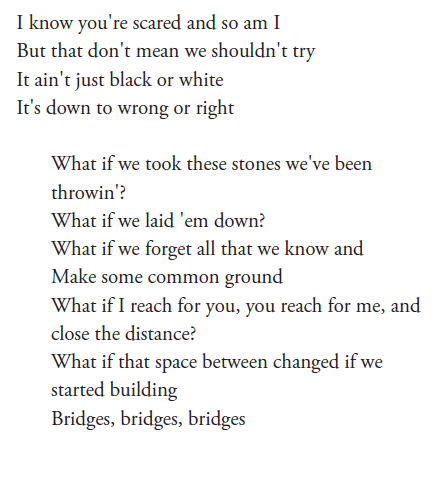 I know you're scared and so am I
But that don't mean we shouldn't try
It ain't just black or white
It's down to wrong or right
What if we took these stones we've been
throwin'?
What if we laid 'em down?
What if we forget all that we know and
Make some common ground
What if I reach for you, you reach for me, and
close the distance?
What if that space between changed if we
started building
Bridges, bridges, bridges